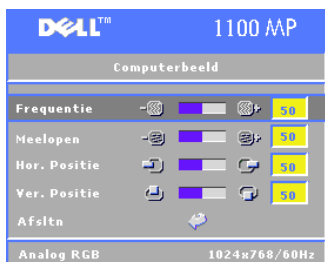 DELL™ 1100 MP
Computerbeeld
Frequentie 50
Meelopen 50
Hor. Positie 50
Ver. Positie 50
Afsltn
Analog RGB 1024x768/60Hz